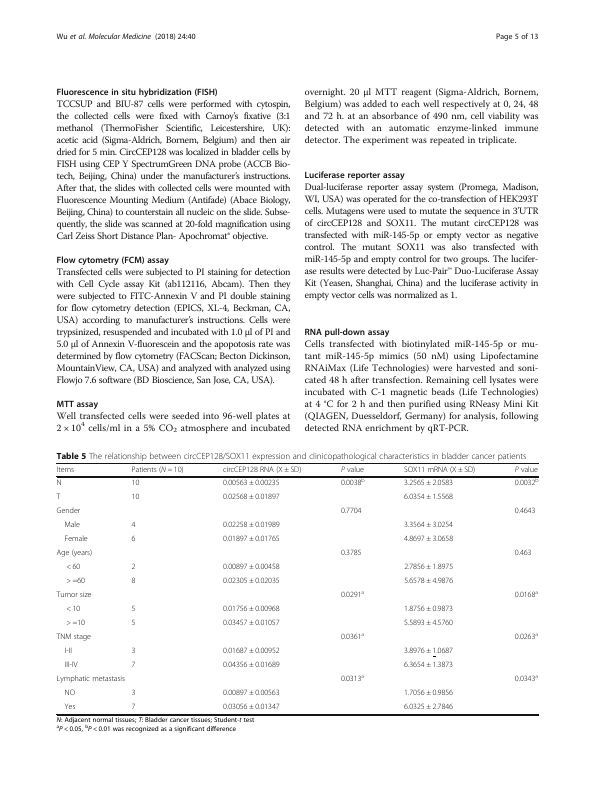 Wu et al. Molecular Medicine (2018) 24:40
Page 5 of 13
Fluorescence in situ hybridization (FISH)
TCCSUP and BIU-87 cells were performed with cytospin,
the collected cells were fixed with Carnoy's fixative (3:1
methanol (ThermoFisher Scientific, Leicestershire, UK):
acetic acid (Sigma-Aldrich, Bornem, Belgium) and then air
dried for 5 min. CircCEP128 was localized in bladder cells by
FISH using CEP Y SpectrumGreen DNA probe (ACCB Bio-
tech, Beijing, China) under the manufacturer's instructions.
After that, the slides with collected cells were mounted with
Fluorescence Mounting Medium (Antifade) (Abace Biology,
Beijing, China) to counterstain all nucleic on the slide. Subse-
quently, the slide was scanned at 20-fold magnification using
Carl Zeiss Short Distance Plan- Apochromat® objective.
Flow cytometry (FCM) assay
Transfected cells were subjected to PI staining for detection
with Cell Cycle assay Kit (ab112116, Abcam). Then they
were subjected to FITC-Annexin V and PI double staining
for flow cytometry detection (EPICS, XL-4, Beckman, CA,
USA) according to manufacturer's instructions. Cells were
trypsinized, resuspended and incubated with 1.0 μl of PI and
5.0 μl of Annexin V-fluorescein and the apopotosis rate was
determined by flow cytometry (FACScan; Becton Dickinson,
MountainView, CA, USA) and analyzed with analyzed using
Flowjo 7.6 software (BD Bioscience, San Jose, CA, USA).
MTT assay
Well transfected cells were seeded into 96-well plates at
2 × 10⁴ cells/ml in a 5% CO₂ atmosphere and incubated
overnight. 20 μl MTT reagent (Sigma-Aldrich, Bornem,
Belgium) was added to each well respectively at 0, 24, 48
and 72 h. at an absorbance of 490 nm, cell viability was
detected with an automatic enzyme-linked immune
detector. The experiment was repeated in triplicate.
Luciferase reporter assay
Dual-luciferase reporter assay system (Promega, Madison,
WI, USA) was operated for the co-transfection of HEK293T
cells. Mutagens were used to mutate the sequence in 3'UTR
of circCEP128 and SOX11. The mutant circCEP128 was
transfected with miR-145-5p or empty vector as negative
control. The mutant SOX11 was also transfected with
miR-145-5p and empty control for two groups. The lucifer-
ase results were detected by Luc-Pair™ Duo-Luciferase Assay
Kit (Yeasen, Shanghai, China) and the luciferase activity in
empty vector cells was normalized as 1.
RNA pull-down assay
Cells transfected with biotinylated miR-145-5p or mu-
tant miR-145-5p mimics (50 nM) using Lipofectamine
RNAiMax (Life Technologies) were harvested and soni-
cated 48 h after transfection. Remaining cell lysates were
incubated with C-1 magnetic beads (Life Technologies)
at 4 °C for 2 h and then purified using RNeasy Mini Kit
(QIAGEN, Duesseldorf, Germany) for analysis, following
detected RNA enrichment by qRT-PCR.
Table 5 The relationship between circCEP128/SOX11 expression and clinicopathological characteristics in bladder cancer patients
Items Patients (N = 10) circCEP128 RNA (X ± SD) P value SOX11 mRNA (X ± SD) P value
N 10 0.00563 ± 0.00235 0.0038ᵇ 3.2565 ± 2.0583 0.0032ᵇ
T 10 0.02568 ± 0.01897 6.0354 ± 1.5568
Gender 0.7704 0.4643
Male 4 0.02258 ± 0.01989 3.3564 ± 3.0254
Female 6 0.01897 ± 0.01765 4.8697 ± 3.0658
Age (years) 0.3785 0.463
< 60 2 0.00897 ± 0.00458 2.7856 ± 1.8975
> =60 8 0.02305 ± 0.02035 5.6578 ± 4.9876
Tumor size 0.0291ᵃ 0.0168ᵃ
< 10 5 0.01756 ± 0.00968 1.8756 ± 0.9873
> =10 5 0.03457 ± 0.01057 5.5893 ± 4.5760
TNM stage 0.0361ᵃ 0.0263ᵃ
I-II 3 0.01687 ± 0.00952 3.8976 ± 1.0687
III-IV 7 0.04356 ± 0.01689 6.3654 ± 1.3873
Lymphatic metastasis 0.0313ᵃ 0.0343ᵃ
NO 3 0.00897 ± 0.00563 1.7056 ± 0.9856
Yes 7 0.03056 ± 0.01347 6.0325 ± 2.7846
N: Adjacent normal tissues; T: Bladder cancer tissues; Student-t test
ᵃP < 0.05, ᵇP < 0.01 was recognized as a significant difference